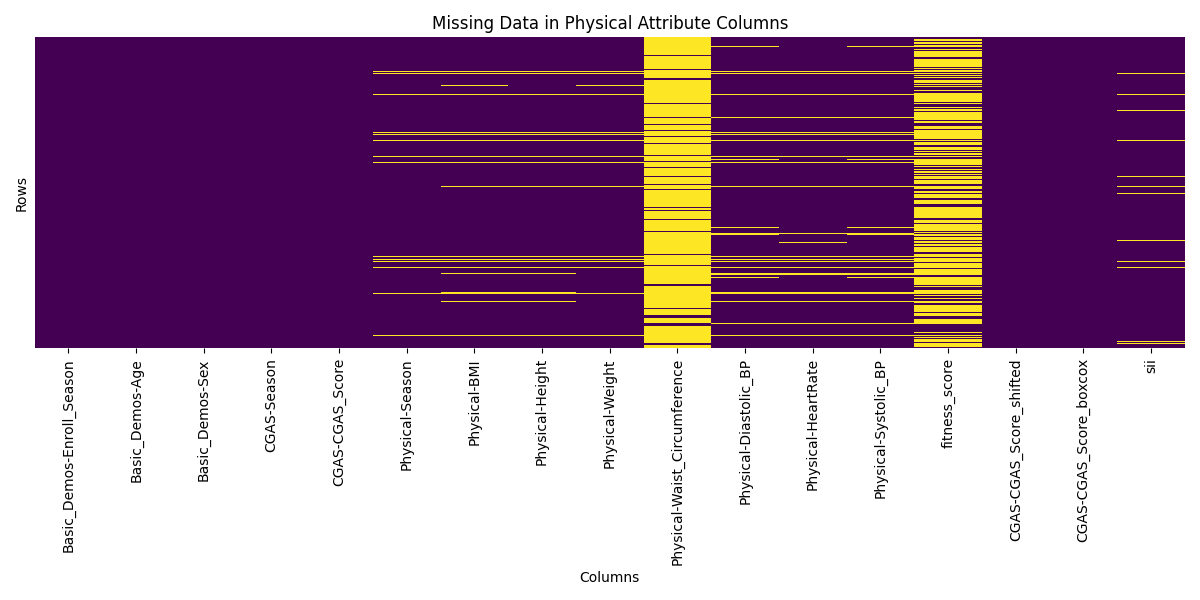 Missing Data in Physical Attribute Columns
Rows
Basic_Demos-Enroll_Season
Basic_Demos-Age
Basic_Demos-Sex
CGAS-Season
CGAS-CGAS_Score
Physical-Season
Physical-BMI
Physical-Height
Physical-Weight
Physical-Waist_Circumference
Physical-Diastolic_BP
Physical-HeartRate
Physical-Systolic_BP
fitness_score
CGAS-CGAS_Score_shifted
CGAS-CGAS_Score_boxcox
sii
Columns